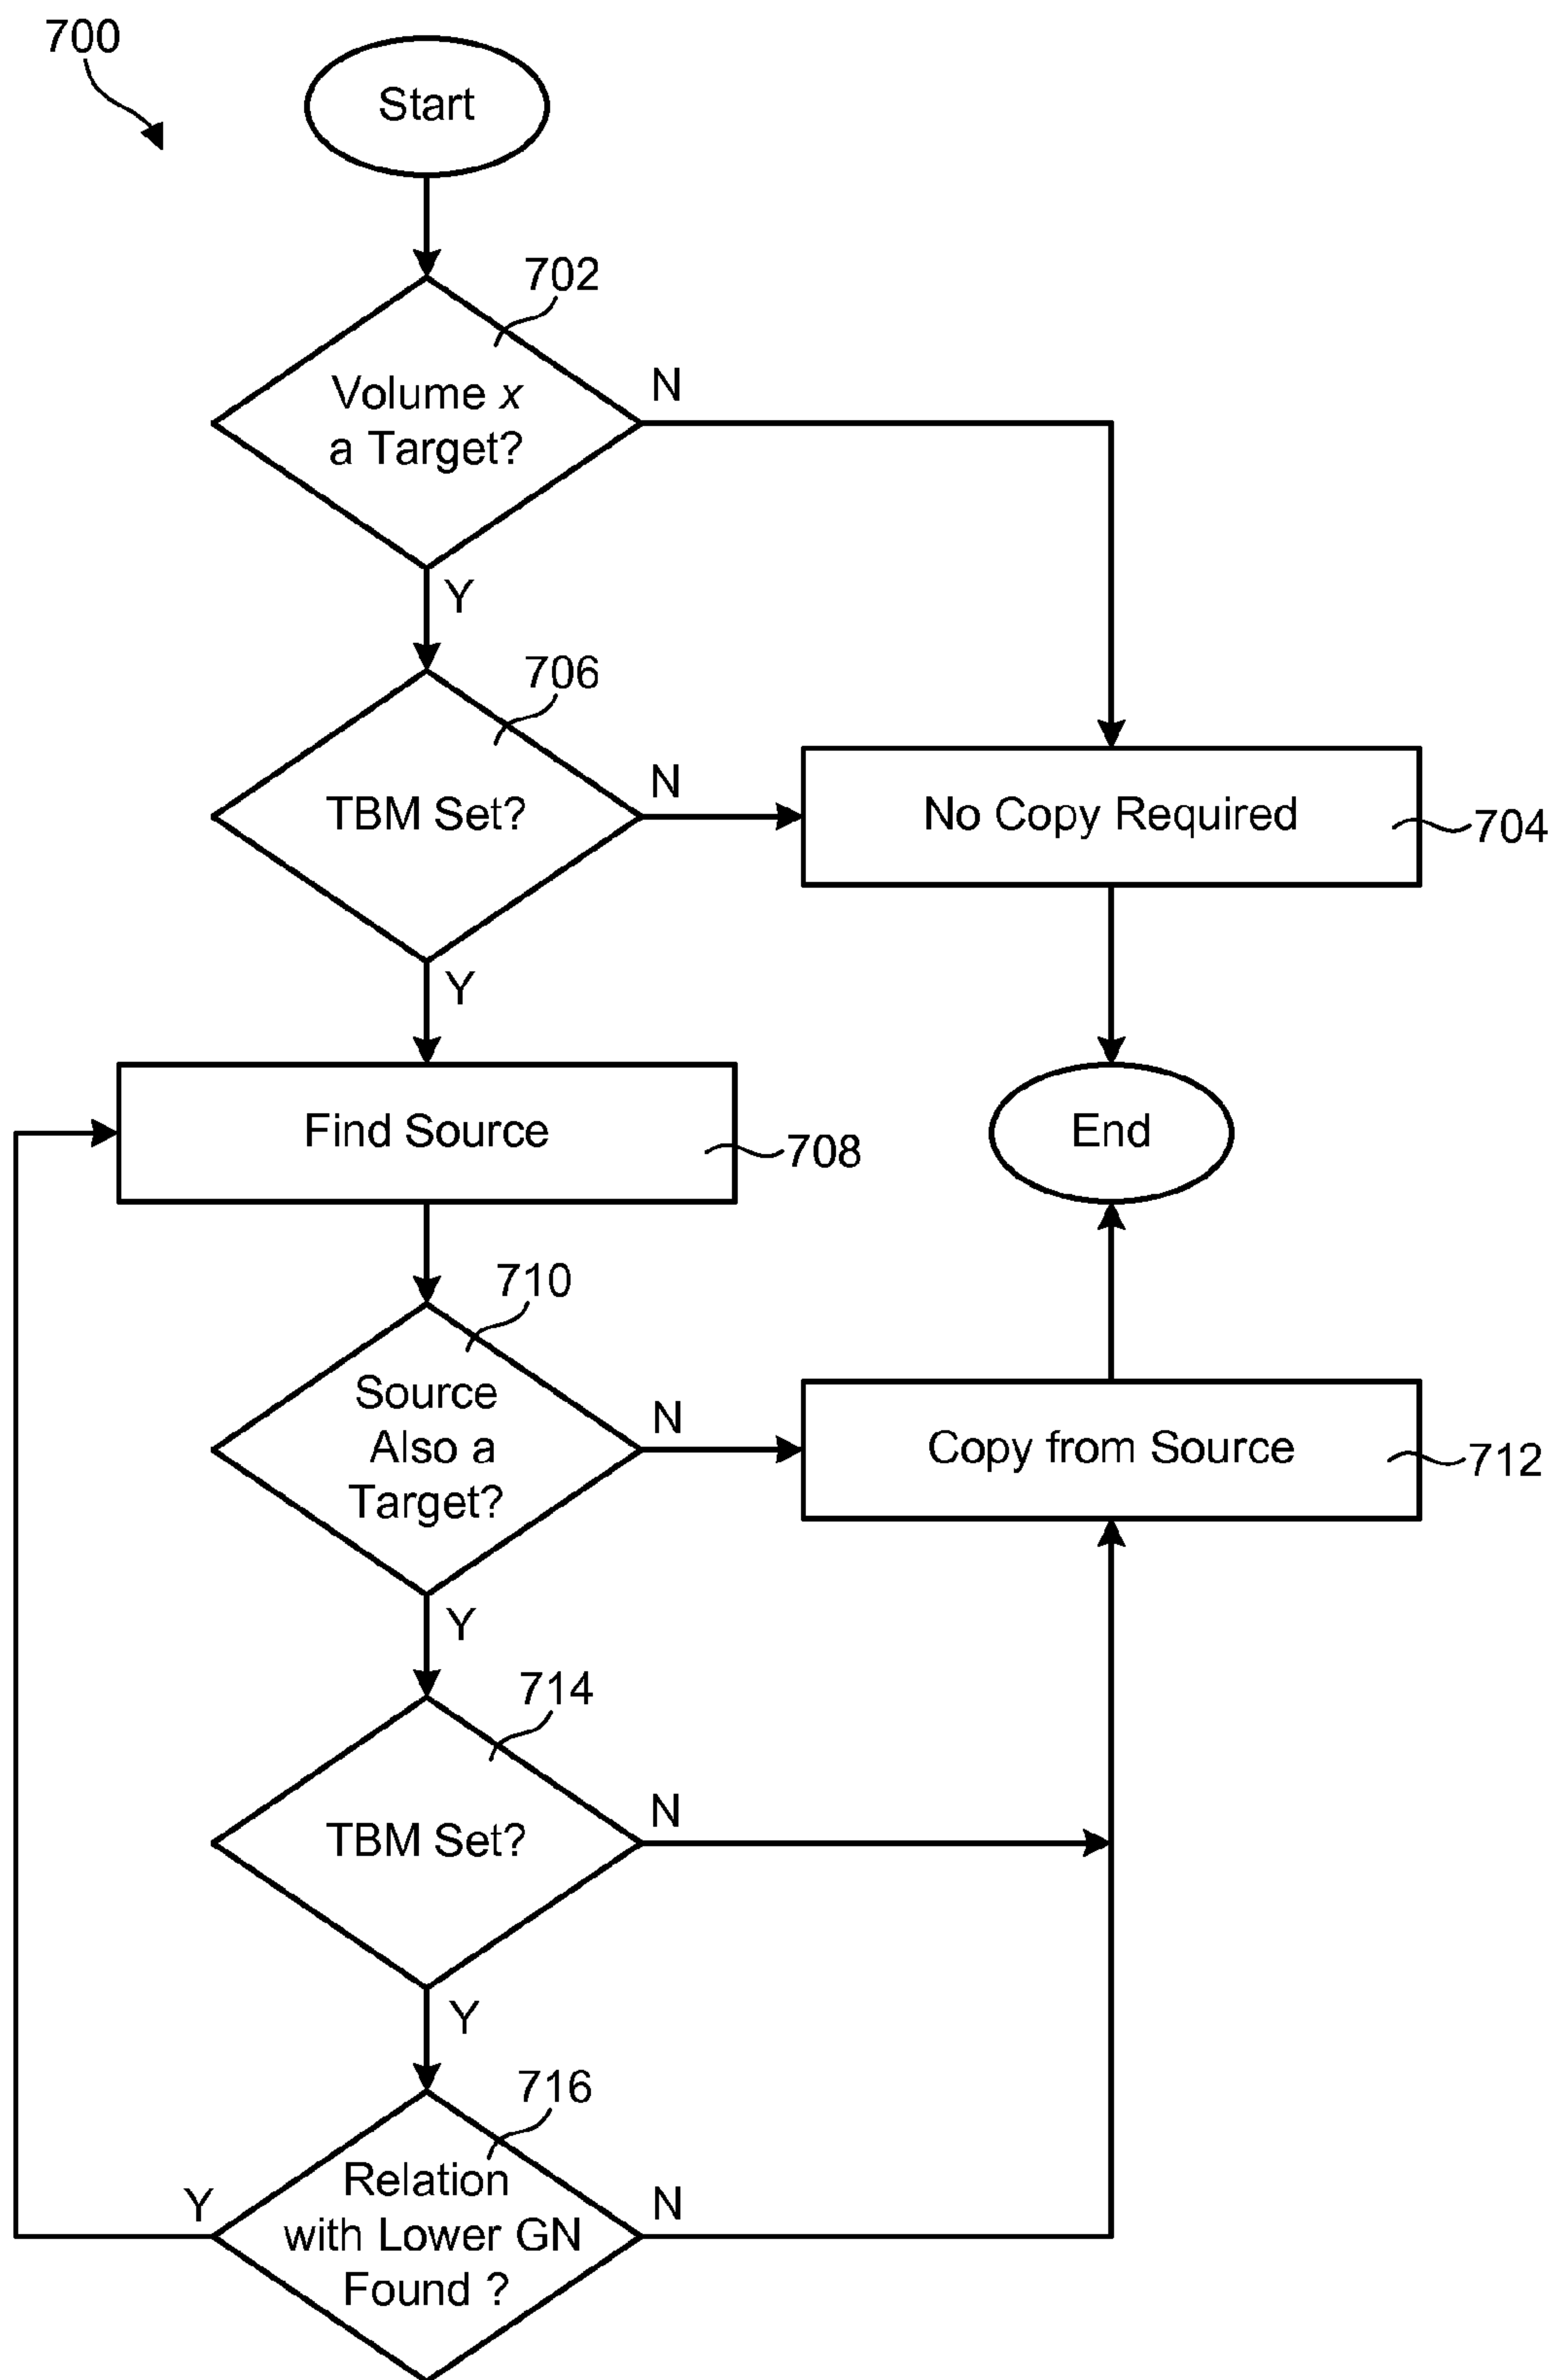 700
Start
702
Volume x
a Target?
N
Y
706
TBM Set?
N
No Copy Required
704
Y
Find Source
708
End
710
Source
Also a
Target?
N
Copy from Source
712
Y
714
TBM Set?
N
Y
716
Relation
with Lower GN
Found ?
Y
N